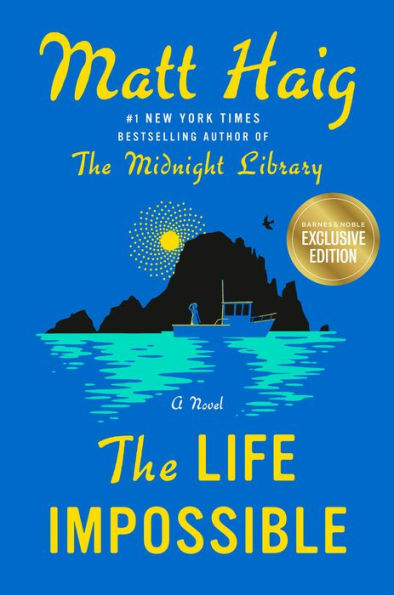 Matt Haig
#1 NEW YORK TIMES
BESTSELLING AUTHOR OF
The Midnight Library
BARNES & NOBLE
EXCLUSIVE
EDITION
A Novel
The LIFE
IMPOSSIBLE